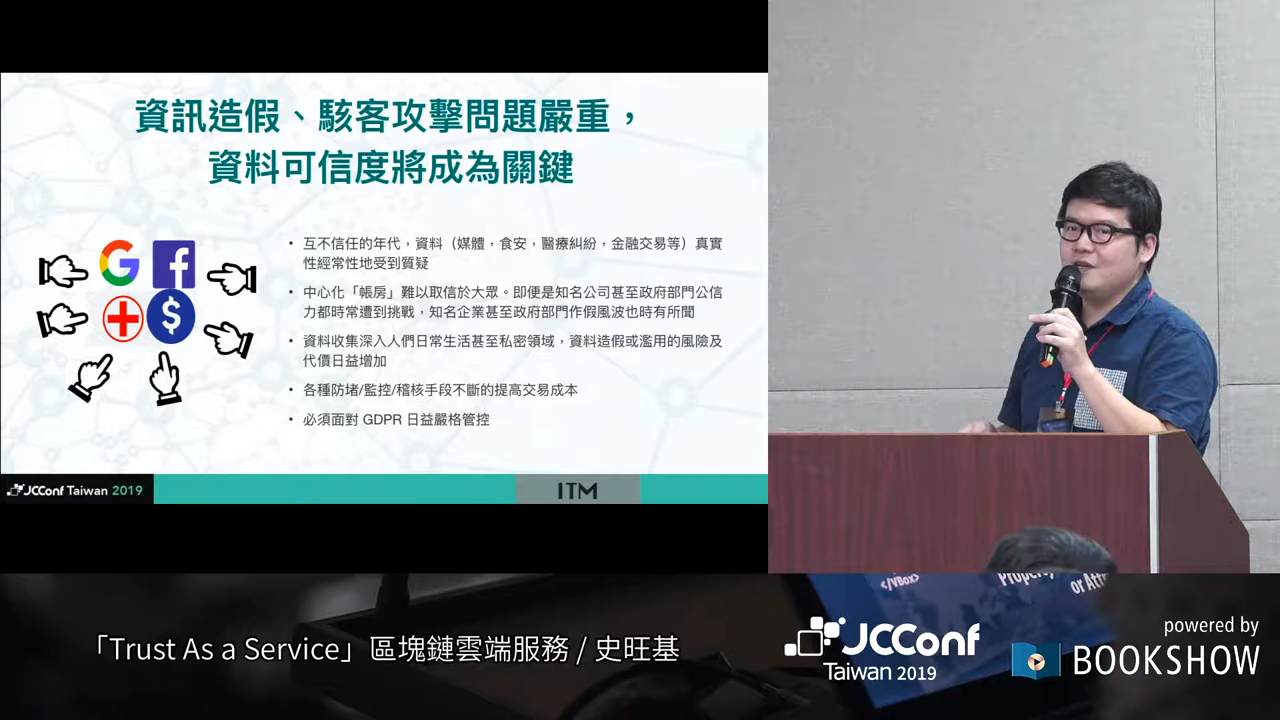 資訊造假、駭客攻擊問題嚴重，
資料可信度將成為關鍵
• 互不信任的年代，資料（媒體，食安，醫療糾紛，金融交易等）真實
性經常性地受到質疑
• 中心化「帳房」難以取信於大眾。即便是知名公司甚至政府部門公信
力都時常遭到挑戰，知名企業甚至政府部門作假風波也時有所聞
• 資料收集深入人們日常生活甚至私密領域，資料造假或濫用的風險及
代價日益增加
• 各種防堵/監控/稽核手段不斷的提高交易成本
• 必須面對 GDPR 日益嚴格管控
JCConf Taiwan 2019
ITM
</VBox>
Property
or
「Trust As a Service」區塊鏈雲端服務 / 史旺基
JCConf
Taiwan 2019
powered by
BOOKSHOW